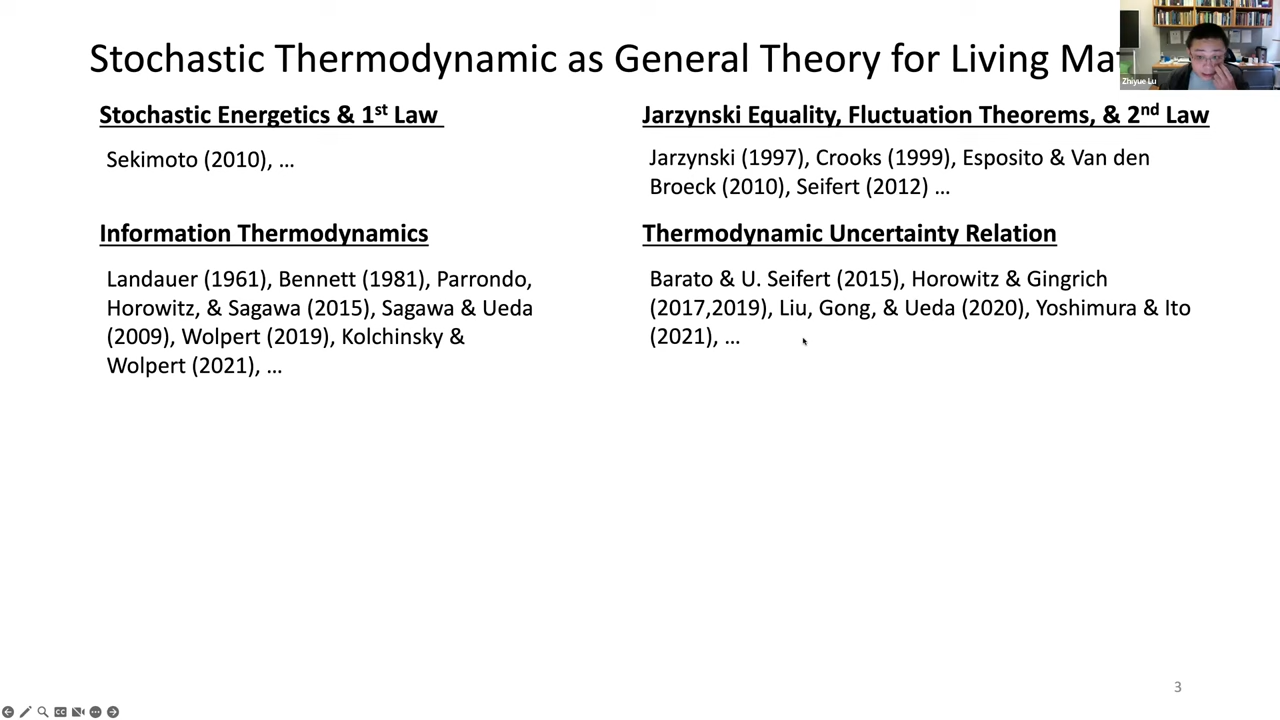 Stochastic Thermodynamic as General Theory for Living
Zhiyue Lu
Stochastic Energetics & 1st Law
Sekimoto (2010), …
Jarzynski Equality, Fluctuation Theorems, & 2nd Law
Jarzynski (1997), Crooks (1999), Esposito & Van den
Broeck (2010), Seifert (2012) …
Information Thermodynamics
Landauer (1961), Bennett (1981), Parrondo,
Horowitz, & Sagawa (2015), Sagawa & Ueda
(2009), Wolpert (2019), Kolchinsky &
Wolpert (2021), …
Thermodynamic Uncertainty Relation
Barato & U. Seifert (2015), Horowitz & Gingrich
(2017,2019), Liu, Gong, & Ueda (2020), Yoshimura & Ito
(2021), …
3